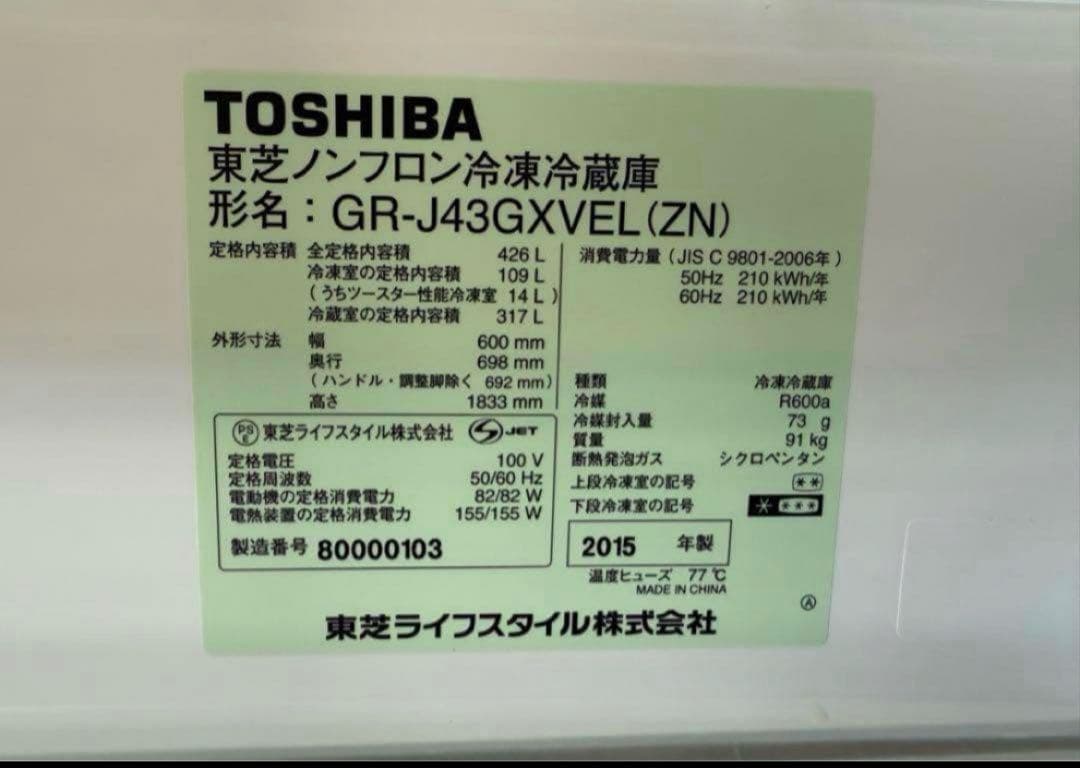 TOSHIBA
東芝ノンフロン冷凍冷蔵庫
形名：GR-J43GXVEL(ZN)
定格内容積 全定格内容積 426 L
冷凍室の定格内容積 109 L
(うちツースター性能冷凍室 14 L)
冷蔵室の定格内容積 317 L
外形寸法 幅 600 mm
奥行 698 mm
(ハンドル・調整脚除く 692 mm)
高さ 1833 mm
PSE 東芝ライフスタイル株式会社 S JET
定格電圧 100 V
定格周波数 50/60 Hz
電動機の定格消費電力 82/82 W
電熱装置の定格消費電力 155/155 W
製造番号 80000103
消費電力量 (JIS C 9801-2006年)
50Hz 210 kWh/年
60Hz 210 kWh/年
種類 冷凍冷蔵庫
冷媒 R600a
冷媒封入量 73 g
質量 91 kg
断熱発泡ガス シクロペンタン
上段冷凍室の記号 **
下段冷凍室の記号 * ***
2015 年製
温度ヒューズ 77 ℃
MADE IN CHINA
Ⓐ
東芝ライフスタイル株式会社